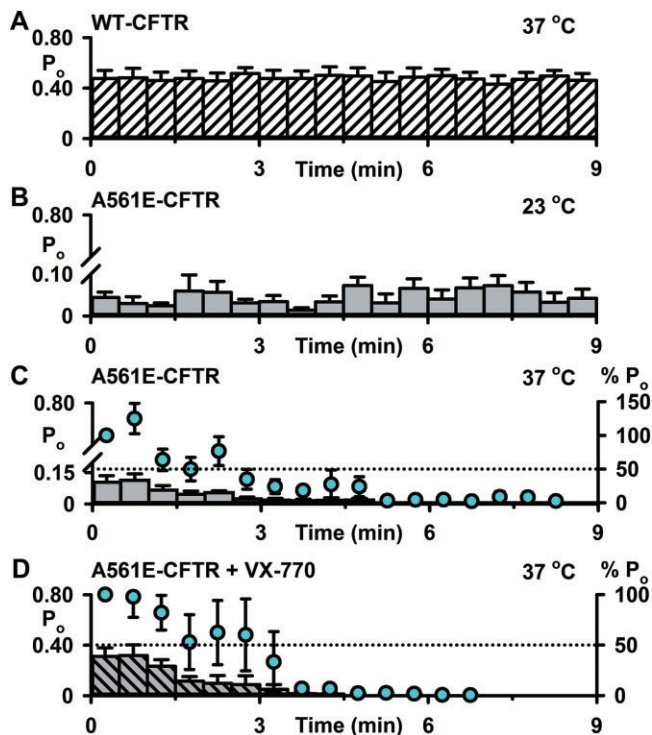 A WT-CFTR 37 °C
0.80
Po
0.40
0
0 3 Time (min) 6 9
B A561E-CFTR 23 °C
0.80
Po
0.10
0
0 3 Time (min) 6 9
C A561E-CFTR 37 °C % Po
0.80 150
Po 100
0.15 50
0 0
0 3 Time (min) 6 9
D A561E-CFTR + VX-770 37 °C % Po
0.80 100
Po
0.40 50
0 0
0 3 Time (min) 6 9